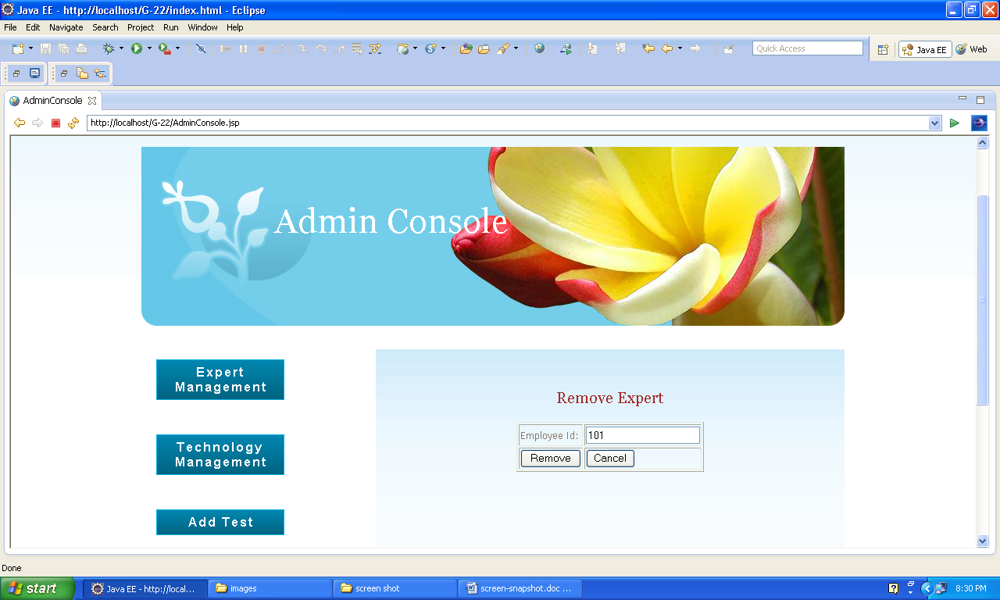 Java EE - http://localhost/G-22/index.html - Eclipse
File Edit Navigate Search Project Run Window Help
Quick Access
Java EE
Web
AdminConsole
http://localhost/G-22/AdminConsole.jsp
Admin Console
Expert
Management
Technology
Management
Add Test
Remove Expert
Employee Id: 101
Remove Cancel
Done
start
Java EE - http://local...
images
screen shot
screen-snapshot.doc ...
8:30 PM